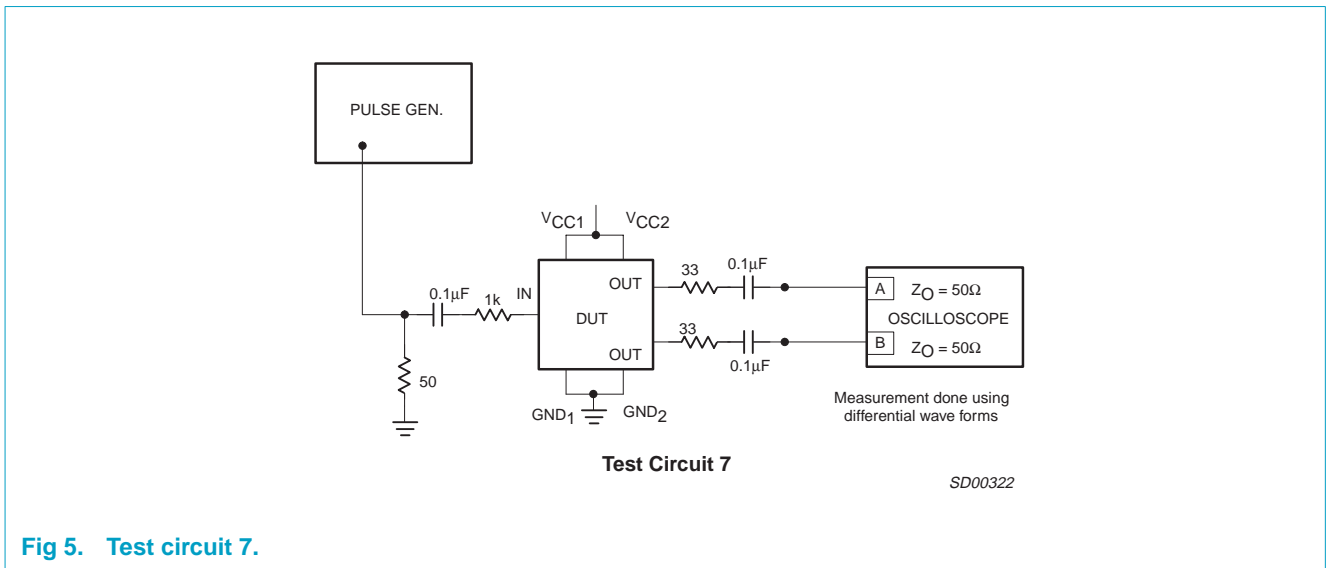 PULSE GEN.
VCC1 VCC2
0.1μF 1k IN
OUT 33 0.1μF
DUT
33
OUT 0.1μF
A ZO = 50Ω
OSCILLOSCOPE
B ZO = 50Ω
50
GND1 GND2
Measurement done using
differential wave forms
Test Circuit 7
SD00322
Fig 5. Test circuit 7.